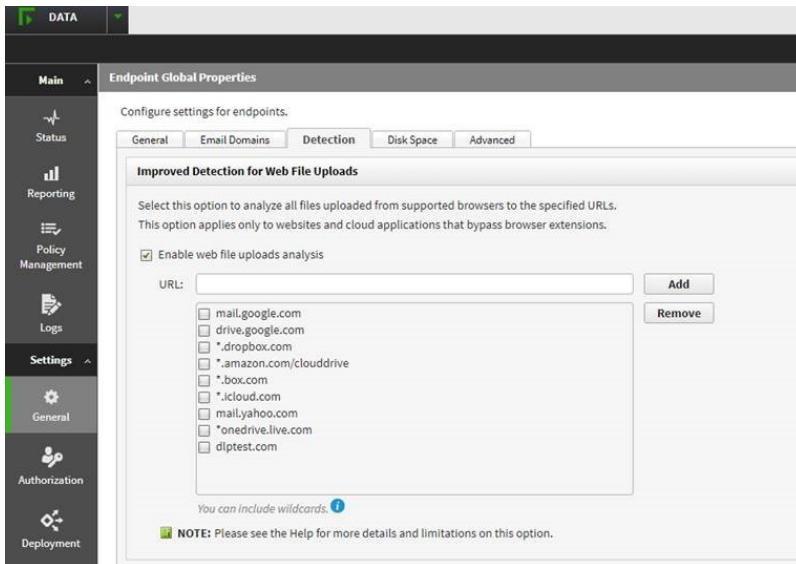 DATA
Main
Status
Reporting
Policy
Management
Logs
Settings
General
Authorization
Deployment
Endpoint Global Properties
Configure settings for endpoints.
General Email Domains Detection Disk Space Advanced
Improved Detection for Web File Uploads
Select this option to analyze all files uploaded from supported browsers to the specified URLs.
This option applies only to websites and cloud applications that bypass browser extensions.
Enable web file uploads analysis
URL: Add
Remove
mail.google.com
drive.google.com
*.dropbox.com
*.amazon.com/clouddrive
*.box.com
*.icloud.com
mail.yahoo.com
*onedrive.live.com
dlptest.com
You can include wildcards.
NOTE: Please see the Help for more details and limitations on this option.